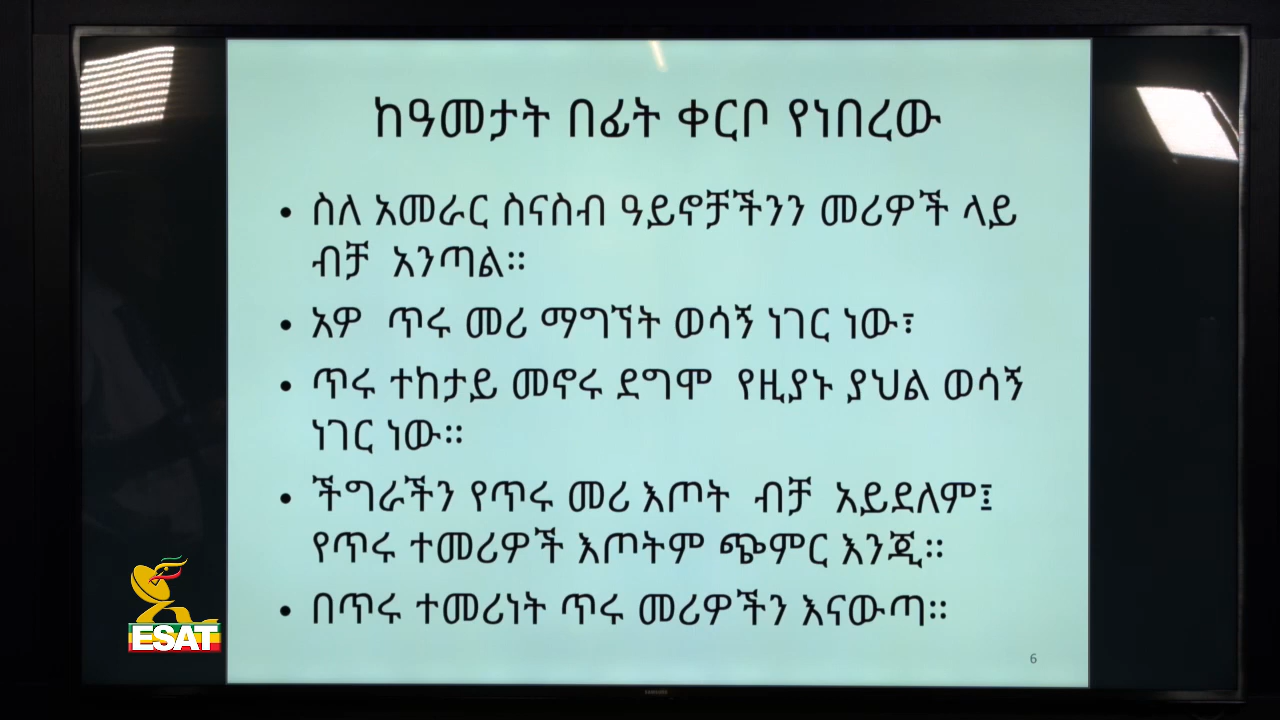 ከዓመታት በፊት ቀርቦ የነበረው
• ስለ አመራር ስናስብ ዓይኖቻችንን መሪዎች ላይ
ብቻ አንጣል።
• አዎ ጥሩ መሪ ማግኘት ወሳኝ ነገር ነው፣
• ጥሩ ተከታይ መኖሩ ደግሞ የዚያኑ ያህል ወሳኝ
ነገር ነው።
• ችግራችን የጥሩ መሪ እጦት ብቻ አይደለም፤
የጥሩ ተመሪዎች እጦትም ጭምር እንጂ።
• በጥሩ ተመሪነት ጥሩ መሪዎችን እናውጣ።
6
ESAT
SAMSUNG